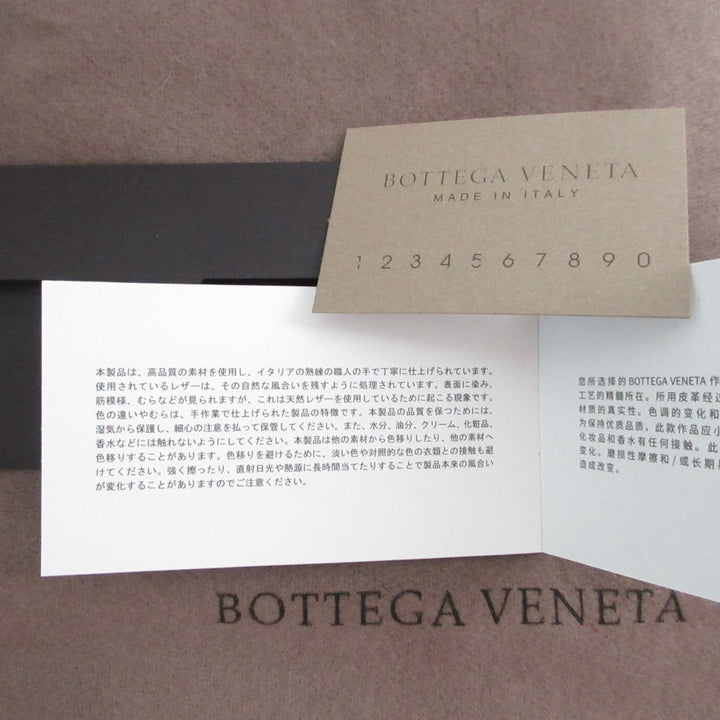 BOTTEGA VENETA
MADE IN ITALY
1 2 3 4 5 6 7 8 9 0
本製品は、高品質の素材を使用し、イタリアの熟練の職人の手で丁寧に仕上げられています。
使用されているレザーは、その自然な風合いを残すように処理されています。表面に染み、
筋模様、むらなどが見られますが、これは天然レザーを使用しているために起こる現象です。
色の違いやむらは、手作業で仕上げられた製品の特徴です。本製品の品質を保つためには、
湿気から保護し、細心の注意を払って保管してください。また、水分、油分、クリーム、化粧品、
香水などには触れないようにしてください。本製品は他の素材から色移りしたり、他の素材へ
色移りすることがあります。色移りを避けるために、淡い色や対照的な色の衣類との接触も避
けてください。強く擦ったり、直射日光や熱源に長時間当てたりすることで製品本来の風合い
が変化することがありますのでご注意ください。
您所选择的 BOTTEGA VENETA 作
工艺的精髓所在。所用皮革经过
材质的真实性。色调的变化和
为保持优质品质，此款作品应小
化妆品和香水有任何接触。此
变化。磨损性摩擦和 / 或长期
造成改变。
BOTTEGA VENETA